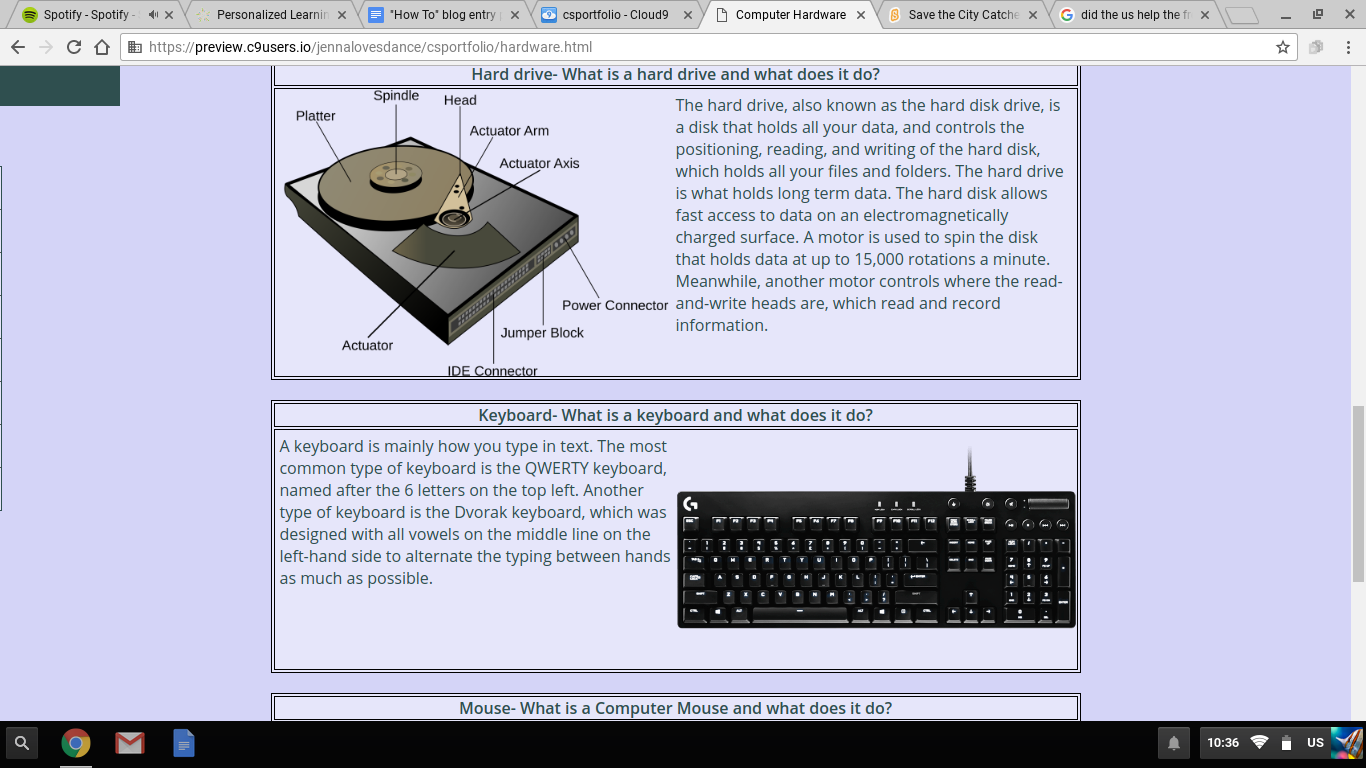 Spotify - Spotify -
Personalized Learnin
"How To" blog entry
csportfolio - Cloud9
Computer Hardware
Save the City Catche
did the us help the fr
https://preview.c9users.io/jennalovesdance/csportfolio/hardware.html
Hard drive- What is a hard drive and what does it do?
Spindle
Head
Platter
Actuator Arm
Actuator Axis
Power Connector
Jumper Block
Actuator
IDE Connector
The hard drive, also known as the hard disk drive, is
a disk that holds all your data, and controls the
positioning, reading, and writing of the hard disk,
which holds all your files and folders. The hard drive
is what holds long term data. The hard disk allows
fast access to data on an electromagnetically
charged surface. A motor is used to spin the disk
that holds data at up to 15,000 rotations a minute.
Meanwhile, another motor controls where the read-
and-write heads are, which read and record
information.
Keyboard- What is a keyboard and what does it do?
A keyboard is mainly how you type in text. The most
common type of keyboard is the QWERTY keyboard,
named after the 6 letters on the top left. Another
type of keyboard is the Dvorak keyboard, which was
designed with all vowels on the middle line on the
left-hand side to alternate the typing between hands
as much as possible.
Mouse- What is a Computer Mouse and what does it do?
10:36
US